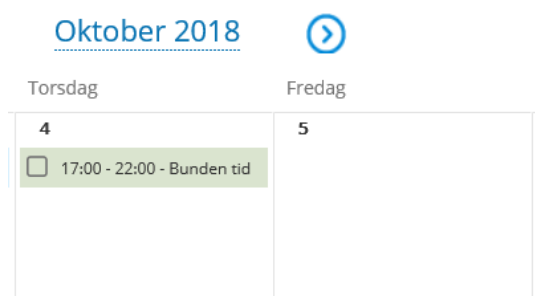 Oktober 2018
Torsdag
Fredag
4
5
17:00 - 22:00 - Bunden tid